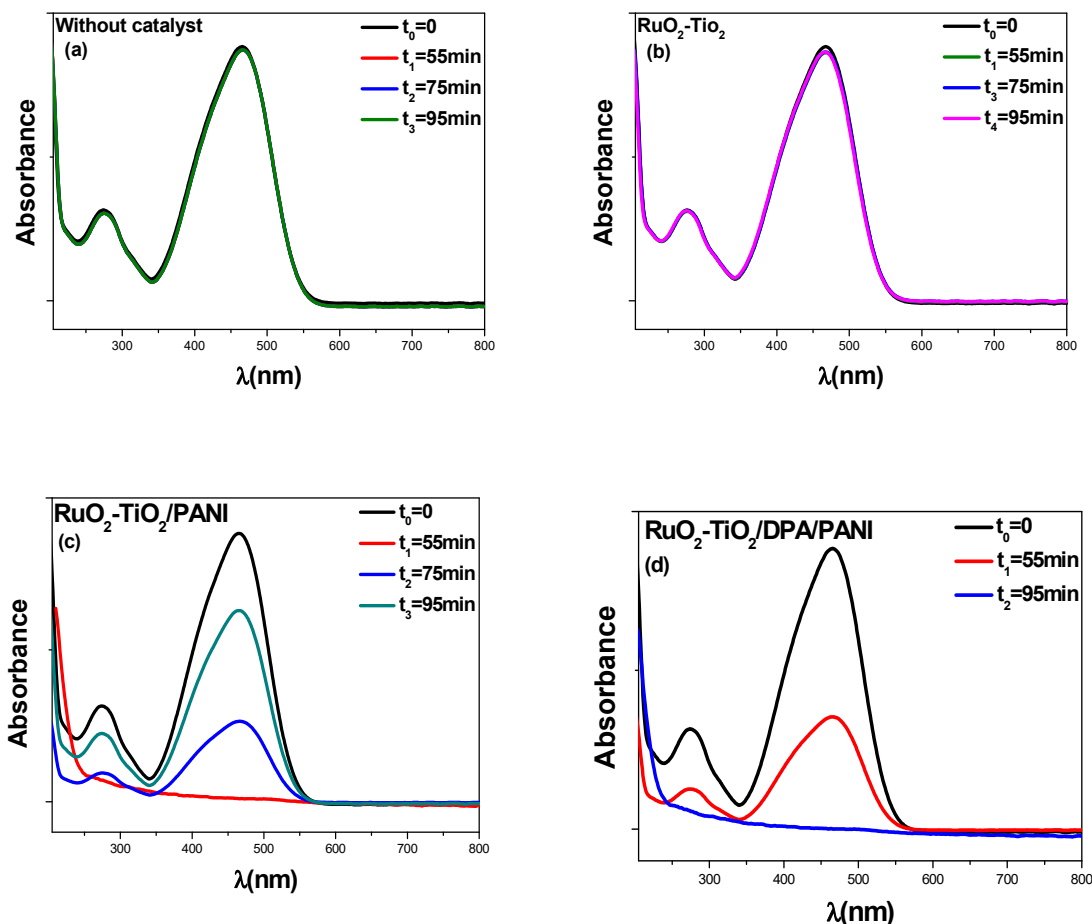 Without catalyst
(a)
t₀=0
t₁=55min
t₂=75min
t₃=95min
Absorbance
300 400 500 600 700 800
λ(nm)
RuO₂-Tio₂
(b)
t₀=0
t₁=55min
t₃=75min
t₄=95min
Absorbance
300 400 500 600 700 800
λ(nm)
RuO₂-TiO₂/PANI
(c)
t₀=0
t₁=55min
t₂=75min
t₃=95min
Absorbance
300 400 500 600 700 800
λ(nm)
RuO₂-TiO₂/DPA/PANI
(d)
t₀=0
t₁=55min
t₂=95min
Absorbance
300 400 500 600 700 800
λ(nm)